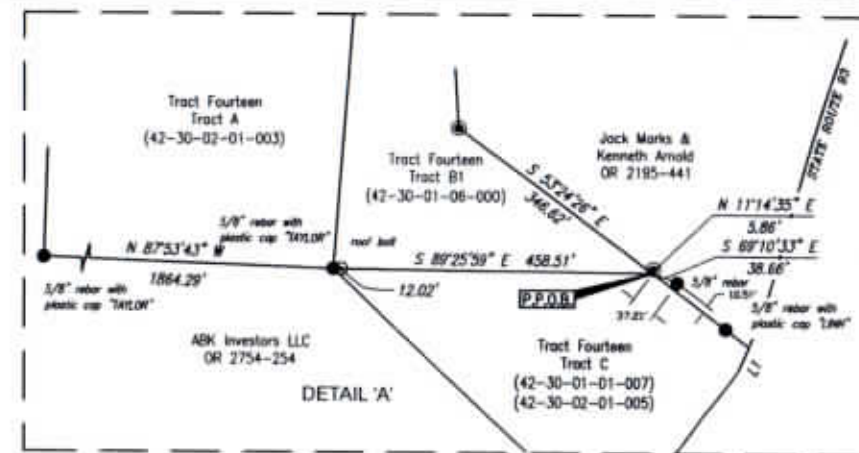 Tract Fourteen
Tract A
(42-30-02-01-003)
Tract Fourteen
Tract B1
(42-30-01-06-000)
Jack Marks &
Kenneth Arnold
OR 2195-441
STATE ROUTE 93
S 53°24'26" E
346.62'
N 11°14'35" E
5.86'
S 69°10'33" E
38.66'
5/8" rebar with
plastic cap "TAYLOR"
roof bolt
N 87°53'43" W
1864.29'
S 89°25'59" E 458.51'
12.02'
5/8" rebar with
plastic cap "TAYLOR"
P.P.O.B.
37.21'
5/8" rebar
5/8" rebar with
plastic cap "LINN"
L1
ABK Investors LLC
OR 2754-254
Tract Fourteen
Tract C
(42-30-01-01-007)
(42-30-02-01-005)
DETAIL 'A'